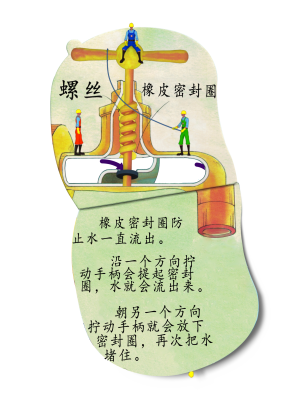 螺丝
橡皮密封圈
橡皮密封圈防
止水一直流出。
沿一个方向拧
动手柄会提起密封
圈，水就会流出来。
朝另一个方向
拧动手柄就会放下
密封圈，再次把水
堵住。